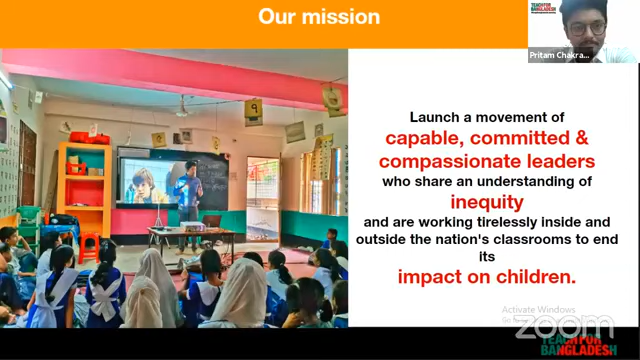 Our mission
TEACH FOR
BANGLADESH
Pritam Chakra...
Launch a movement of
capable, committed &
compassionate leaders
who share an understanding of
inequity
and are working tirelessly inside and
outside the nation's classrooms to end
its
impact on children.
9
Activate Windows
zoom
TEACH FOR
BANGLADESH